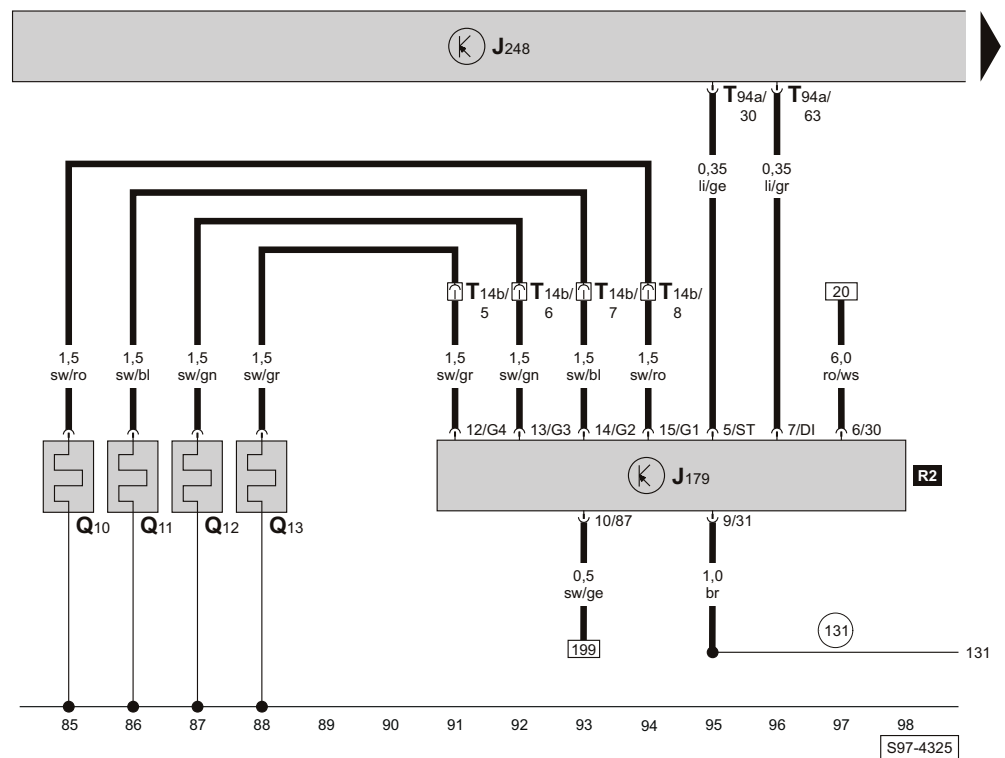 J248
T94a/ T94a/
30 63
0,35 0,35
li/ge li/gr
T14b/ T14b/ T14b/ T14b/
5 6 7 8
20
1,5 1,5 1,5 1,5 1,5 1,5 1,5 1,5 6,0
sw/ro sw/bl sw/gn sw/gr sw/gr sw/gn sw/bl sw/ro ro/ws
12/G4 13/G3 14/G2 15/G1 5/ST 7/DI 6/30
J179 R2
Q10 Q11 Q12 Q13
10/87 9/31
0,5 1,0
sw/ge br
131
199 131
85 86 87 88 89 90 91 92 93 94 95 96 97 98
S97-4325